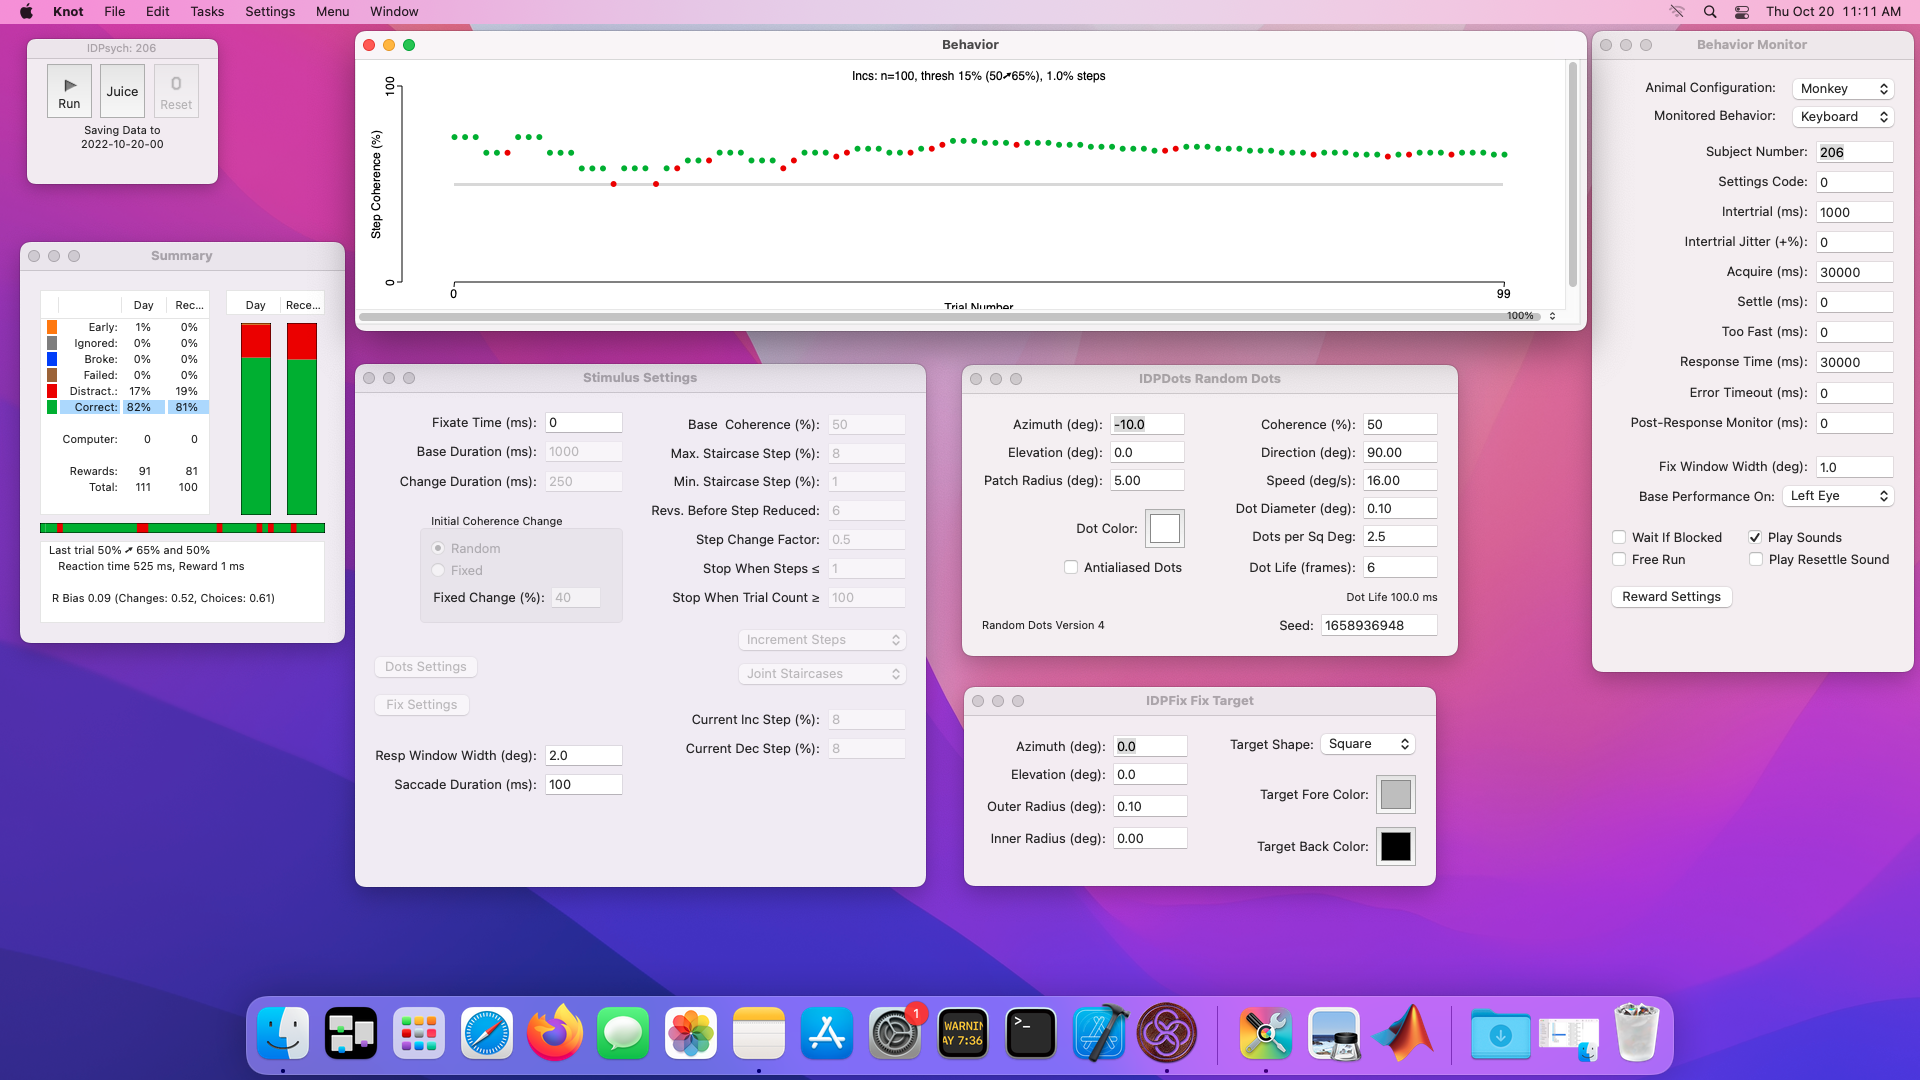 Knot File Edit Tasks Settings Menu Window Thu Oct 20 11:11 AM
IDPsych: 206
Run
Juice
0
Reset
Saving Data to
2022-10-20-00
Behavior
Incs: n=100, thresh 15% (50➚65%), 1.0% steps
100
Step Coherence (%)
0
0
99
Trial Number
100%
Behavior Monitor
Animal Configuration: Monkey
Monitored Behavior: Keyboard
Subject Number: 206
Settings Code: 0
Intertrial (ms): 1000
Intertrial Jitter (+%): 0
Acquire (ms): 30000
Settle (ms): 0
Too Fast (ms): 0
Response Time (ms): 30000
Error Timeout (ms): 0
Post-Response Monitor (ms): 0
Fix Window Width (deg): 1.0
Base Performance On: Left Eye
Wait If Blocked
Play Sounds
Free Run
Play Resettle Sound
Reward Settings
Summary
Day Rec...
Early: 1% 0%
Ignored: 0% 0%
Broke: 0% 0%
Failed: 0% 0%
Distract.: 17% 19%
Correct: 82% 81%
Computer: 0 0
Rewards: 91 81
Total: 111 100
Day Rece...
Last trial 50% ➚ 65% and 50%
Reaction time 525 ms, Reward 1 ms
R Bias 0.09 (Changes: 0.52, Choices: 0.61)
Stimulus Settings
Fixate Time (ms): 0
Base Duration (ms): 1000
Change Duration (ms): 250
Initial Coherence Change
Random
Fixed
Fixed Change (%): 40
Dots Settings
Fix Settings
Resp Window Width (deg): 2.0
Saccade Duration (ms): 100
Base Coherence (%): 50
Max. Staircase Step (%): 8
Min. Staircase Step (%): 1
Revs. Before Step Reduced: 6
Step Change Factor: 0.5
Stop When Steps ≤ 1
Stop When Trial Count ≥ 100
Increment Steps
Joint Staircases
Current Inc Step (%): 8
Current Dec Step (%): 8
IDPDots Random Dots
Azimuth (deg): -10.0
Elevation (deg): 0.0
Patch Radius (deg): 5.00
Dot Color:
Antialiased Dots
Random Dots Version 4
Coherence (%): 50
Direction (deg): 90.00
Speed (deg/s): 16.00
Dot Diameter (deg): 0.10
Dots per Sq Deg: 2.5
Dot Life (frames): 6
Dot Life 100.0 ms
Seed: 1658936948
IDPFix Fix Target
Azimuth (deg): 0.0
Elevation (deg): 0.0
Outer Radius (deg): 0.10
Inner Radius (deg): 0.00
Target Shape: Square
Target Fore Color:
Target Back Color:
1
WARNIN
AY 7:36
>_